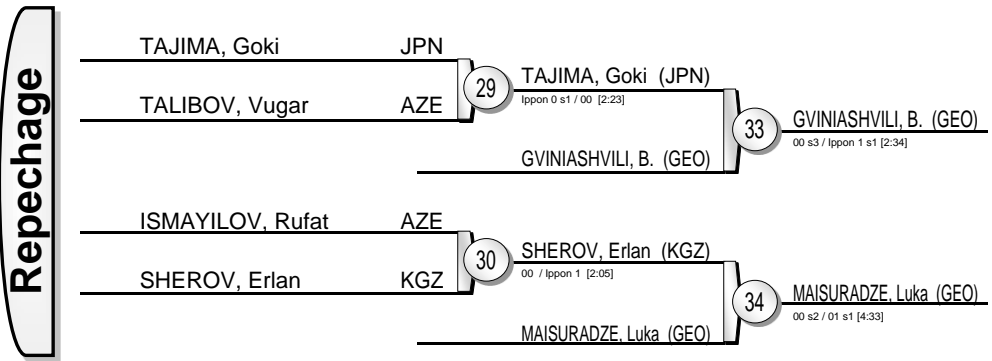 Repechage
TAJIMA, Goki JPN
TALIBOV, Vugar AZE
29
TAJIMA, Goki (JPN)
Ippon 0 s1 / 00 [2:23]
GVINIASHVILI, B. (GEO)
33
GVINIASHVILI, B. (GEO)
00 s3 / Ippon 1 s1 [2:34]
ISMAYILOV, Rufat AZE
SHEROV, Erlan KGZ
30
SHEROV, Erlan (KGZ)
00 / Ippon 1 [2:05]
MAISURADZE, Luka (GEO)
34
MAISURADZE, Luka (GEO)
00 s2 / 01 s1 [4:33]